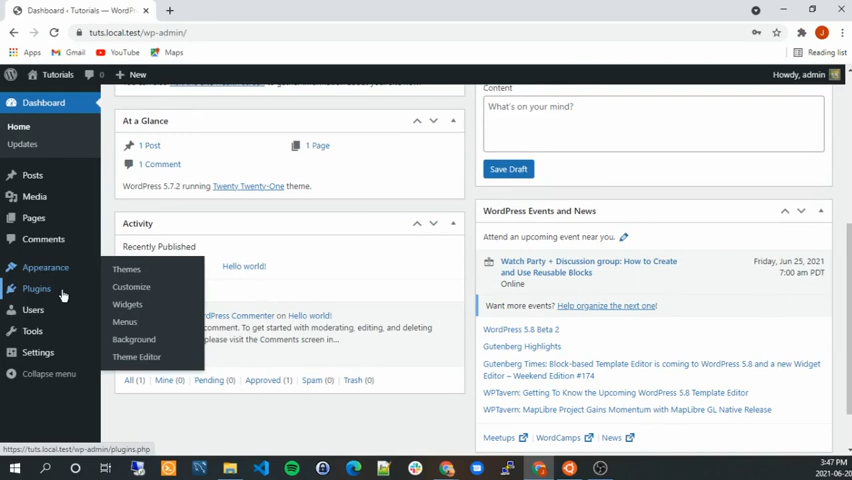 Dashboard ‹ Tutorials — WordPre
tuts.local.test/wp-admin/
Apps
Gmail
YouTube
Maps
Reading list
J
Tutorials
0
New
Howdy, admin
Dashboard
Home
Updates
Posts
Media
Pages
Comments
Appearance
Plugins
Users
Tools
Settings
Collapse menu
Themes
Customize
Widgets
Menus
Background
Theme Editor
At a Glance
1 Post
1 Page
1 Comment
WordPress 5.7.2 running Twenty Twenty-One theme.
Activity
Recently Published
Hello world!
WordPress Commenter on Hello world!
comment. To get started with moderating, editing, and deleting
please visit the Comments screen in…
All (1)
Mine (0)
Pending (0)
Approved (1)
Spam (0)
Trash (0)
Content
What's on your mind?
Save Draft
WordPress Events and News
Attend an upcoming event near you.
Watch Party + Discussion group: How to Create
and Use Reusable Blocks
Online
Friday, Jun 25, 2021
7:00 am PDT
Want more events? Help organize the next one!
WordPress 5.8 Beta 2
Gutenberg Highlights
Gutenberg Times: Block-based Template Editor is coming to WordPress 5.8 and a new Widget
Editor – Weekend Edition #174
WPTavern: Getting To Know the Upcoming WordPress 5.8 Template Editor
WPTavern: MapLibre Project Gains Momentum with MapLibre GL Native Release
Meetups
WordCamps
News
https://tuts.local.test/wp-admin/plugins.php
3:47 PM
2021-06-20